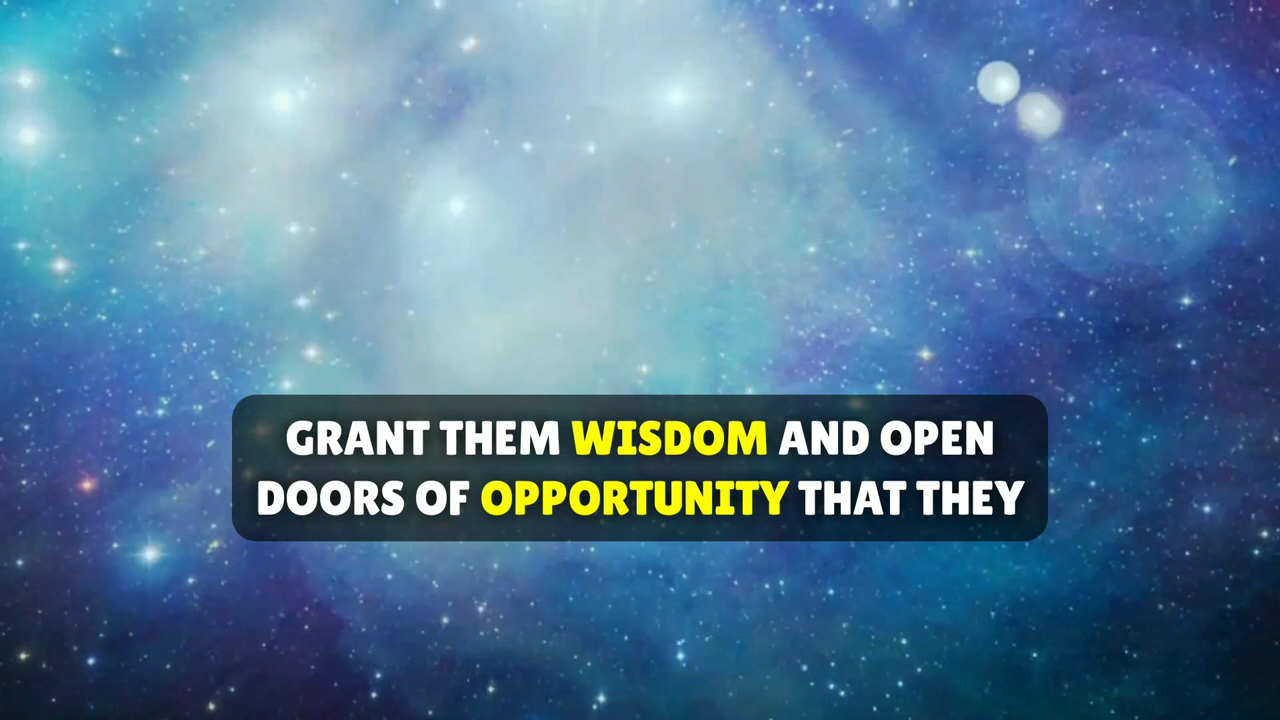 GRANT THEM WISDOM AND OPEN
DOORS OF OPPORTUNITY THAT THEY